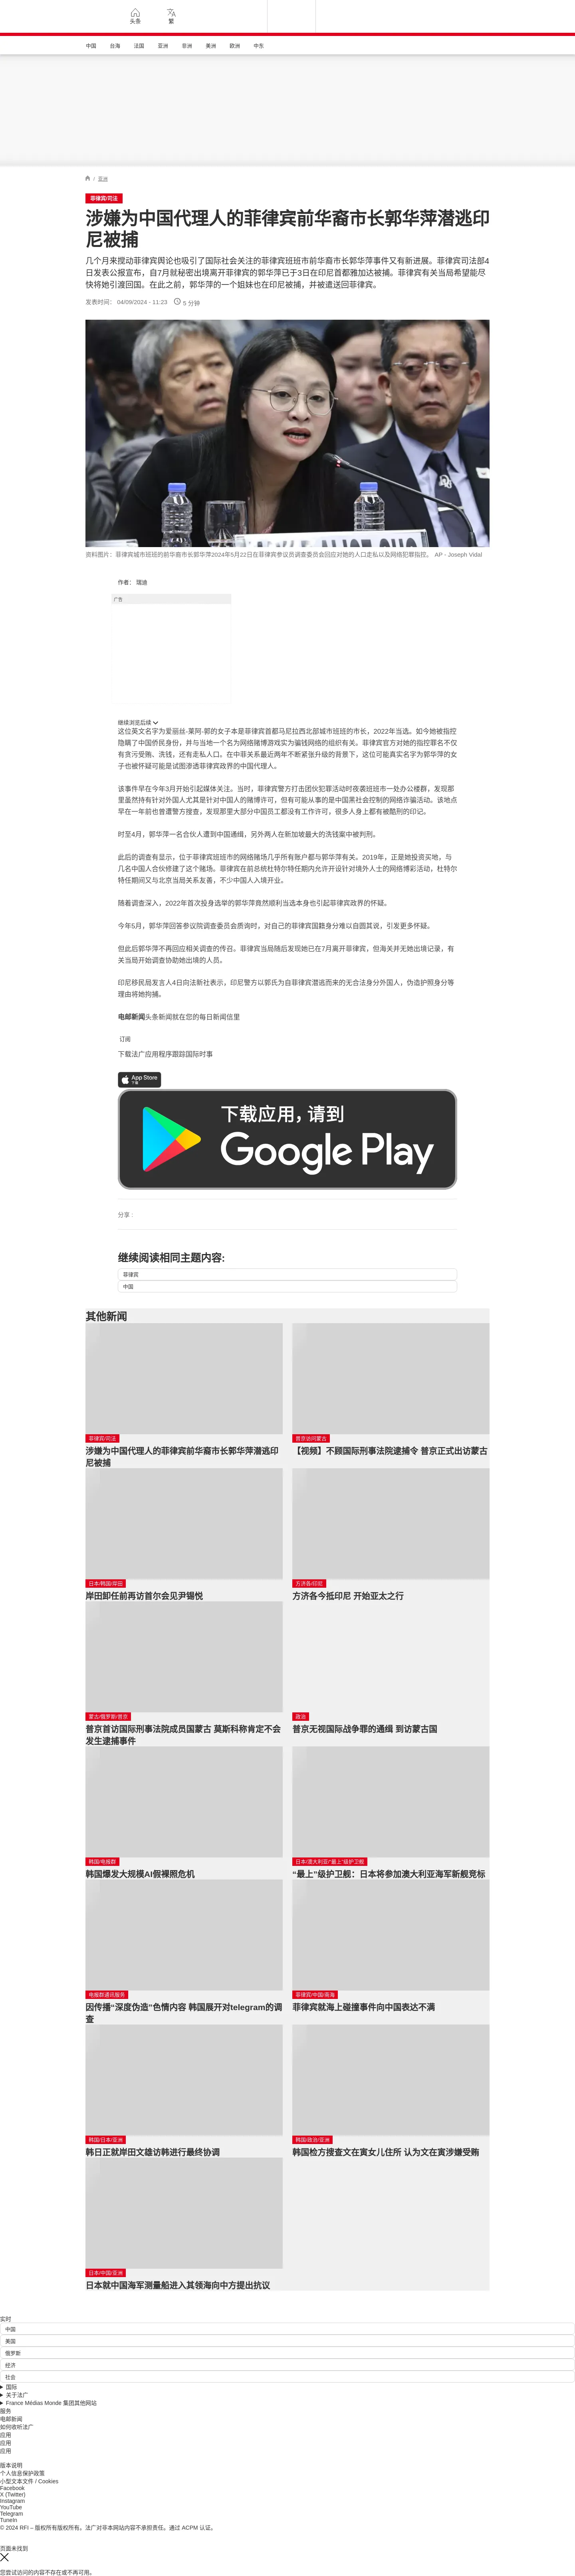 头条
繁
中国 台湾 法国 亚洲 非洲 美洲 欧洲 中东
/ 亚洲
菲律宾/司法
涉嫌为中国代理人的菲律宾前华裔市长郭华萍潜逃印
尼被捕
几个月来搅动菲律宾舆论也吸引了国际社会关注的菲律宾班班市前华裔市长郭华萍事件又有新进展。菲律宾司法部4
日发表公报宣布，自7月就秘密出境离开菲律宾的郭华萍已于3日在印尼首都雅加达被捕。菲律宾有关当局希望能尽
快将她引渡回国。在此之前，郭华萍的一个姐妹也在印尼被捕，并被遣送回菲律宾。
发表时间： 04/09/2024 - 11:23 5 分钟
资料图片：菲律宾城市班班的前华裔市长郭华萍2024年5月22日在菲律宾参议员调查委员会回应对她的人口走私以及网络犯罪指控。 AP - Joseph Vidal
作者： 瑞迪
广告
继续浏览后续
这位英文名字为爱丽丝-莱阿·郭的女子本是菲律宾首都马尼拉西北部城市班班的市长，2022年当选。如今她被指控
隐瞒了中国侨民身份，并与当地一个名为网络赌博游戏实为骗钱网络的组织有关。菲律宾官方对她的指控罪名不仅
有贪污受贿、洗钱，还有走私人口。在中菲关系最近两年不断紧张升级的背景下，这位可能真实名字为郭华萍的女
子也被怀疑可能是试图渗透菲律宾政界的中国代理人。
该事件早在今年3月开始引起媒体关注。当时，菲律宾警方打击团伙犯罪活动时夜袭班班市一处办公楼群，发现那
里虽然持有针对外国人尤其是针对中国人的赌博许可，但有可能从事的是中国黑社会控制的网络诈骗活动。该地点
早在一年前也曾遭警方搜查，发现那里大部分中国员工都没有工作许可，很多人身上都有被酷刑的印记。
时至4月，郭华萍一名合伙人遭到中国通缉，另外两人在新加坡最大的洗钱案中被判刑。
此后的调查有显示，位于菲律宾班班市的网络赌场几乎所有账户都与郭华萍有关。2019年，正是她投资买地，与
几名中国人合伙修建了这个赌场。菲律宾在前总统杜特尔特任期内允许开设针对境外人士的网络博彩活动，杜特尔
特任期间又与北京当局关系友善，不少中国人入境开业。
随着调查深入，2022年首次投身选举的郭华萍竟然顺利当选本身也引起菲律宾政界的怀疑。
今年5月，郭华萍回答参议院调查委员会质询时，对自己的菲律宾国籍身分难以自圆其说，引发更多怀疑。
但此后郭华萍不再回应相关调查的传召。菲律宾当局随后发现她已在7月离开菲律宾，但海关并无她出境记录，有
关当局开始调查协助她出境的人员。
印尼移民局发言人4日向法新社表示，印尼警方以郭氏为自菲律宾潜逃而来的无合法身分外国人，伪造护照身分等
理由将她拘捕。
电邮新闻头条新闻就在您的每日新闻信里
订阅
下载法广应用程序跟踪国际时事
App Store
下载
下载应用，请到
Google Play
分享 :
继续阅读相同主题内容:
菲律宾
中国
其他新闻
菲律宾/司法
涉嫌为中国代理人的菲律宾前华裔市长郭华萍潜逃印
尼被捕
普京访问蒙古
【视频】不顾国际刑事法院逮捕令 普京正式出访蒙古
日本/韩国/岸田
岸田卸任前再访首尔会见尹锡悦
方济各/印尼
方济各今抵印尼 开始亚太之行
蒙古/俄罗斯/普京
普京首访国际刑事法院成员国蒙古 莫斯科称肯定不会
发生逮捕事件
政治
普京无视国际战争罪的通缉 到访蒙古国
韩国/电报群
韩国爆发大规模AI假裸照危机
日本/澳大利亚/“最上”级护卫舰
“最上”级护卫舰：日本将参加澳大利亚海军新舰竞标
电报群通讯服务
因传播“深度伪造”色情内容 韩国展开对telegram的调
查
菲律宾/中国/南海
菲律宾就海上碰撞事件向中国表达不满
韩国/日本/亚洲
韩日正就岸田文雄访韩进行最终协调
韩国/政治/亚洲
韩国检方搜查文在寅女儿住所 认为文在寅涉嫌受贿
日本/中国/亚洲
日本就中国海军测量船进入其领海向中方提出抗议
实时
中国
美国
俄罗斯
经济
社会
国际
关于法广
France Médias Monde 集团其他网站
服务
电邮新闻
如何收听法广
应用
应用
应用
版本说明
个人信息保护政策
小型文本文件 / Cookies
Facebook
X (Twitter)
Instagram
YouTube
Telegram
TuneIn
© 2024 RFI – 版权所有版权所有。法广对非本网站内容不承担责任。通过 ACPM 认证。
页面未找到
您尝试访问的内容不存在或不再可用。